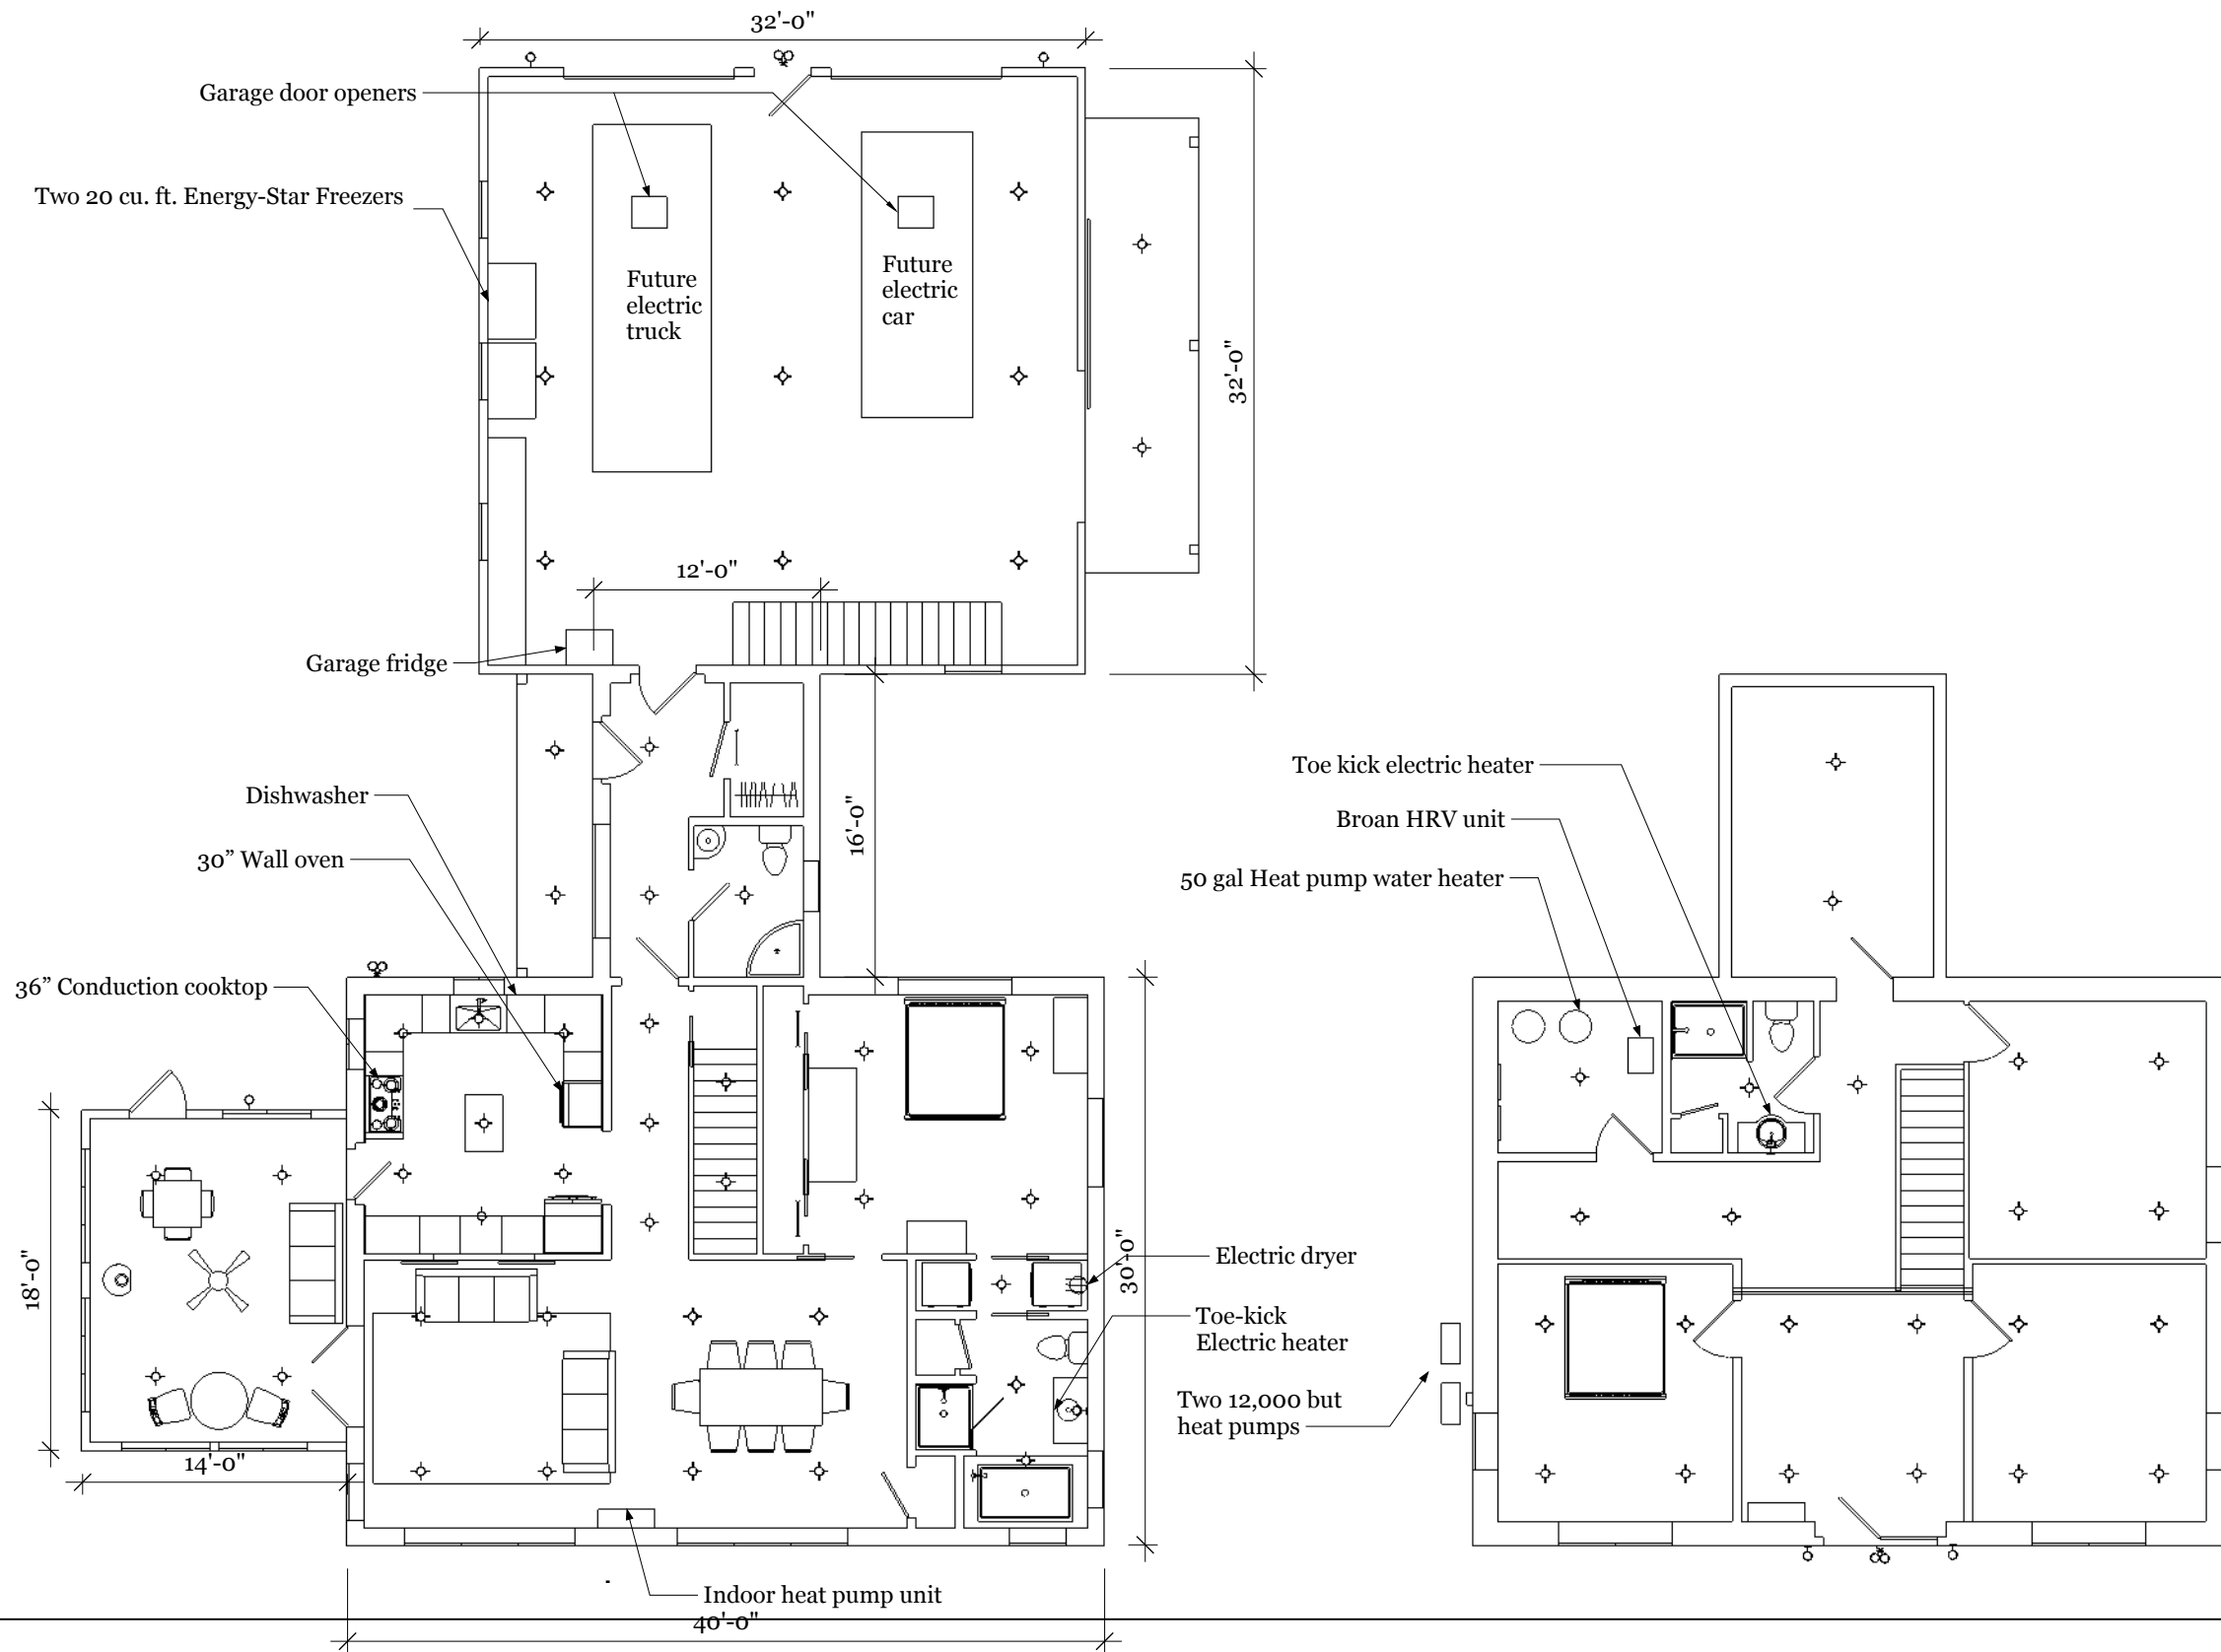 32'-0"
Garage door openers
Two 20 cu. ft. Energy-Star Freezers
Future
electric
truck
Future
electric
car
32'-0"
12'-0"
Garage fridge
Dishwasher
30” Wall oven
16'-0"
36” Conduction cooktop
18'-0"
14'-0"
30'-0"
Electric dryer
Toe-kick
Electric heater
Indoor heat pump unit
40'-0"
Toe kick electric heater
Broan HRV unit
50 gal Heat pump water heater
Two 12,000 but
heat pumps